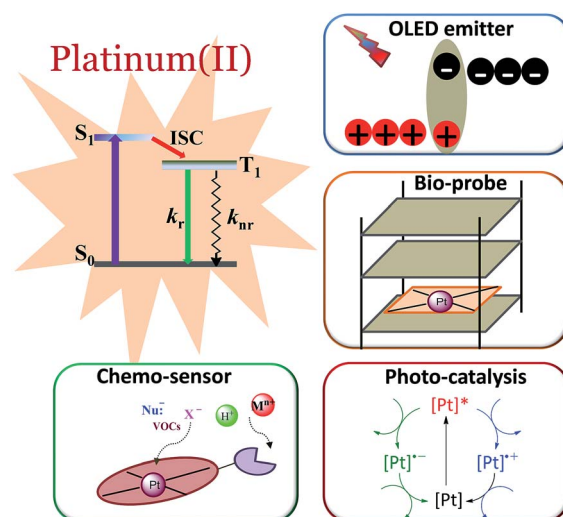 Platinum(II)
S₁
ISC
T₁
kᵣ
kₙᵣ
S₀
OLED emitter
- - - -
+ + + +
Bio-probe
Pt
Chemo-sensor
Nu:⁻
X⁻
H⁺
Mⁿ⁺
VOCs
Pt
Photo-catalysis
[Pt]*
[Pt]•⁻
[Pt]•⁺
[Pt]